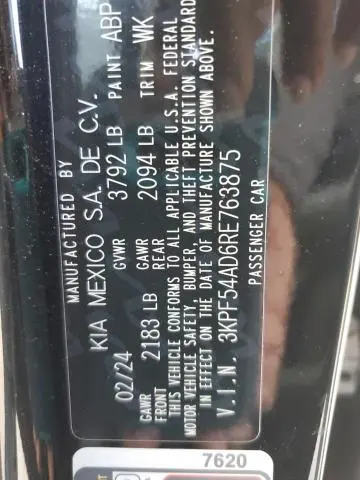 MANUFACTURED BY
KIA MEXICO S.A. DE C.V.
02/24 GVWR 3792 LB PAINT ABP
GAWR FRONT 2183 LB GAWR REAR 2094 LB TRIM WK
THIS VEHICLE CONFORMS TO ALL APPLICABLE U.S.A. FEDERAL
MOTOR VEHICLE SAFETY, BUMPER, AND THEFT PREVENTION STANDARDS
IN EFFECT ON THE DATE OF MANUFACTURE SHOWN ABOVE.
V.I.N. 3KPF54AD6RE763875
PASSENGER CAR
7620